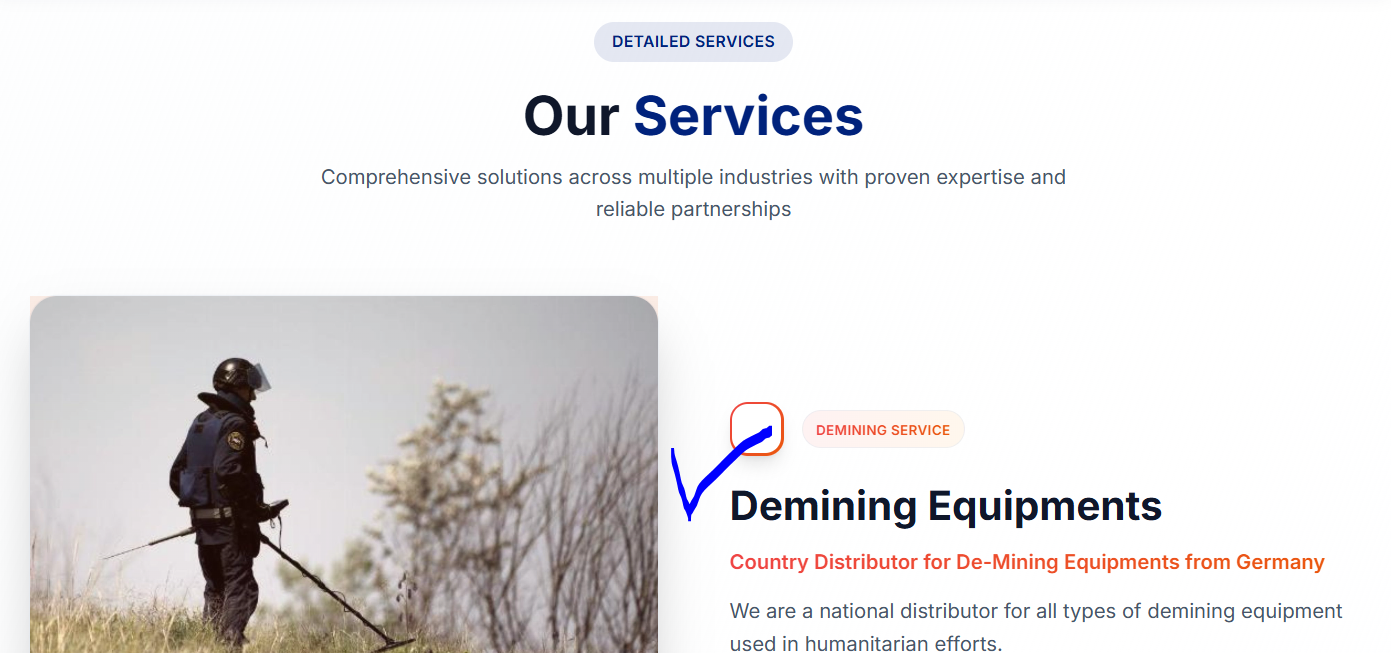 DETAILED SERVICES
Our Services
Comprehensive solutions across multiple industries with proven expertise and
reliable partnerships
DEMINING SERVICE
Demining Equipments
Country Distributor for De-Mining Equipments from Germany
We are a national distributor for all types of demining equipment
used in humanitarian efforts.